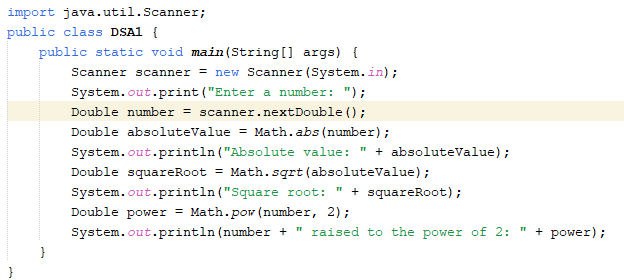 import java.util.Scanner;
public class DSA1 {
    public static void main(String[] args) {
        Scanner scanner = new Scanner(System.in);
        System.out.print("Enter a number: ");
        Double number = scanner.nextDouble();
        Double absoluteValue = Math.abs(number);
        System.out.println("Absolute value: " + absoluteValue);
        Double squareRoot = Math.sqrt(absoluteValue);
        System.out.println("Square root: " + squareRoot);
        Double power = Math.pow(number, 2);
        System.out.println(number + " raised to the power of 2: " + power);
    }
}